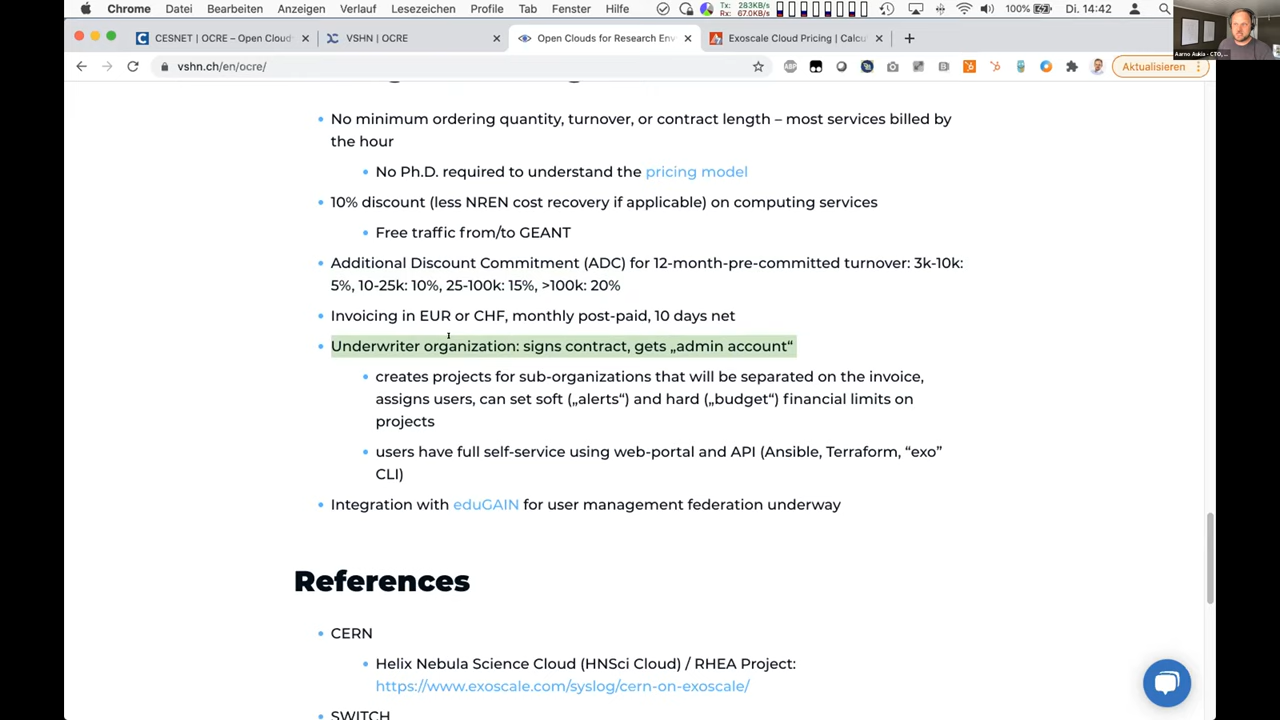 Chrome Datei Bearbeiten Anzeigen Verlauf Lesezeichen Profile Tab Fenster Hilfe Tx: 283KB/s Rx: 67.0KB/s 100% Di. 14:42
CESNET | OCRE – Open Clouds VSHN | OCRE Open Clouds for Research Env Exoscale Cloud Pricing | Calcu
vshn.ch/en/ocre/ ABP Aktualisieren
No minimum ordering quantity, turnover, or contract length – most services billed by
the hour
No Ph.D. required to understand the pricing model
10% discount (less NREN cost recovery if applicable) on computing services
Free traffic from/to GEANT
Additional Discount Commitment (ADC) for 12-month-pre-committed turnover: 3k-10k:
5%, 10-25k: 10%, 25-100k: 15%, >100k: 20%
Invoicing in EUR or CHF, monthly post-paid, 10 days net
Underwriter organization: signs contract, gets „admin account“
creates projects for sub-organizations that will be separated on the invoice,
assigns users, can set soft („alerts“) and hard („budget“) financial limits on
projects
users have full self-service using web-portal and API (Ansible, Terraform, “exo”
CLI)
Integration with eduGAIN for user management federation underway
References
CERN
Helix Nebula Science Cloud (HNSci Cloud) / RHEA Project:
https://www.exoscale.com/syslog/cern-on-exoscale/
SWITCH